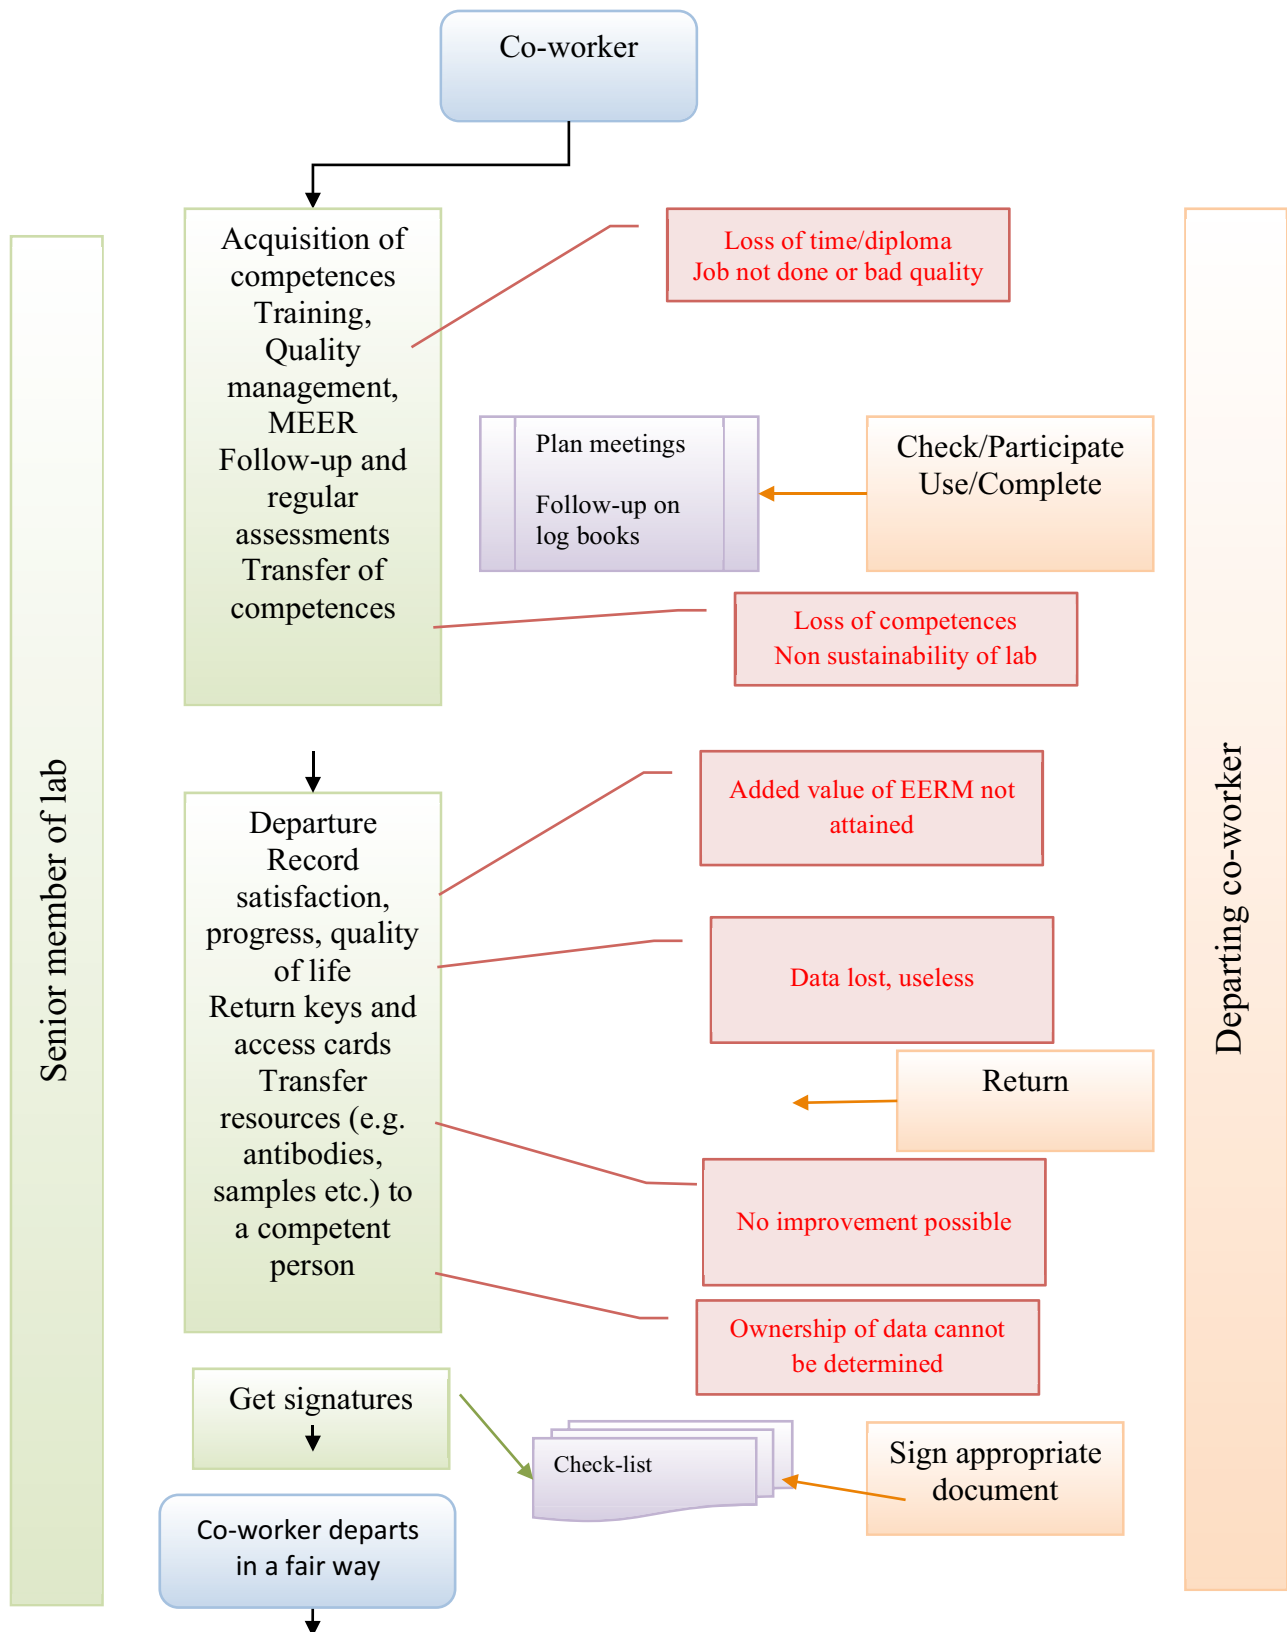 Co-worker
Acquisition of
competences
Training,
Quality
management,
MEER
Follow-up and
regular
assessments
Transfer of
competences
Loss of time/diploma
Job not done or bad quality
Plan meetings
Follow-up on
log books
Check/Participate
Use/Complete
Loss of competences
Non sustainability of lab
Senior member of lab
Departing co-worker
Departure
Record
satisfaction,
progress, quality
of life
Return keys and
access cards
Transfer
resources (e.g.
antibodies,
samples etc.) to
a competent
person
Added value of EERM not
attained
Data lost, useless
Return
No improvement possible
Ownership of data cannot
be determined
Get signatures
Check-list
Sign appropriate
document
Co-worker departs
in a fair way